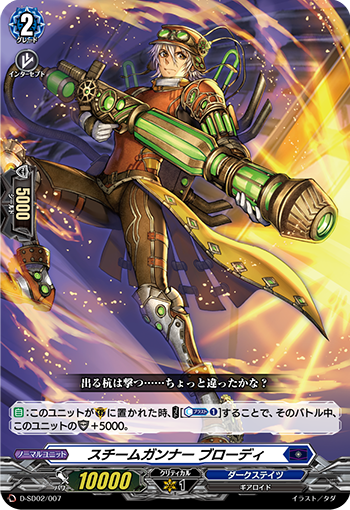 2
グレード
インターセプト
5000
シールド
出る杭は撃つ……ちょっと違ったかな?
自:このユニットがⒼに置かれた時、【コスト】[カウンターブラスト1]することで、そのバトル中、
このユニットの+5000。
ノーマルユニット
スチームガンナー ブローディ
パワー
10000
クリティカル
1
ダークステイツ
ギアロイド
D-SD02/007
イラスト/タダ